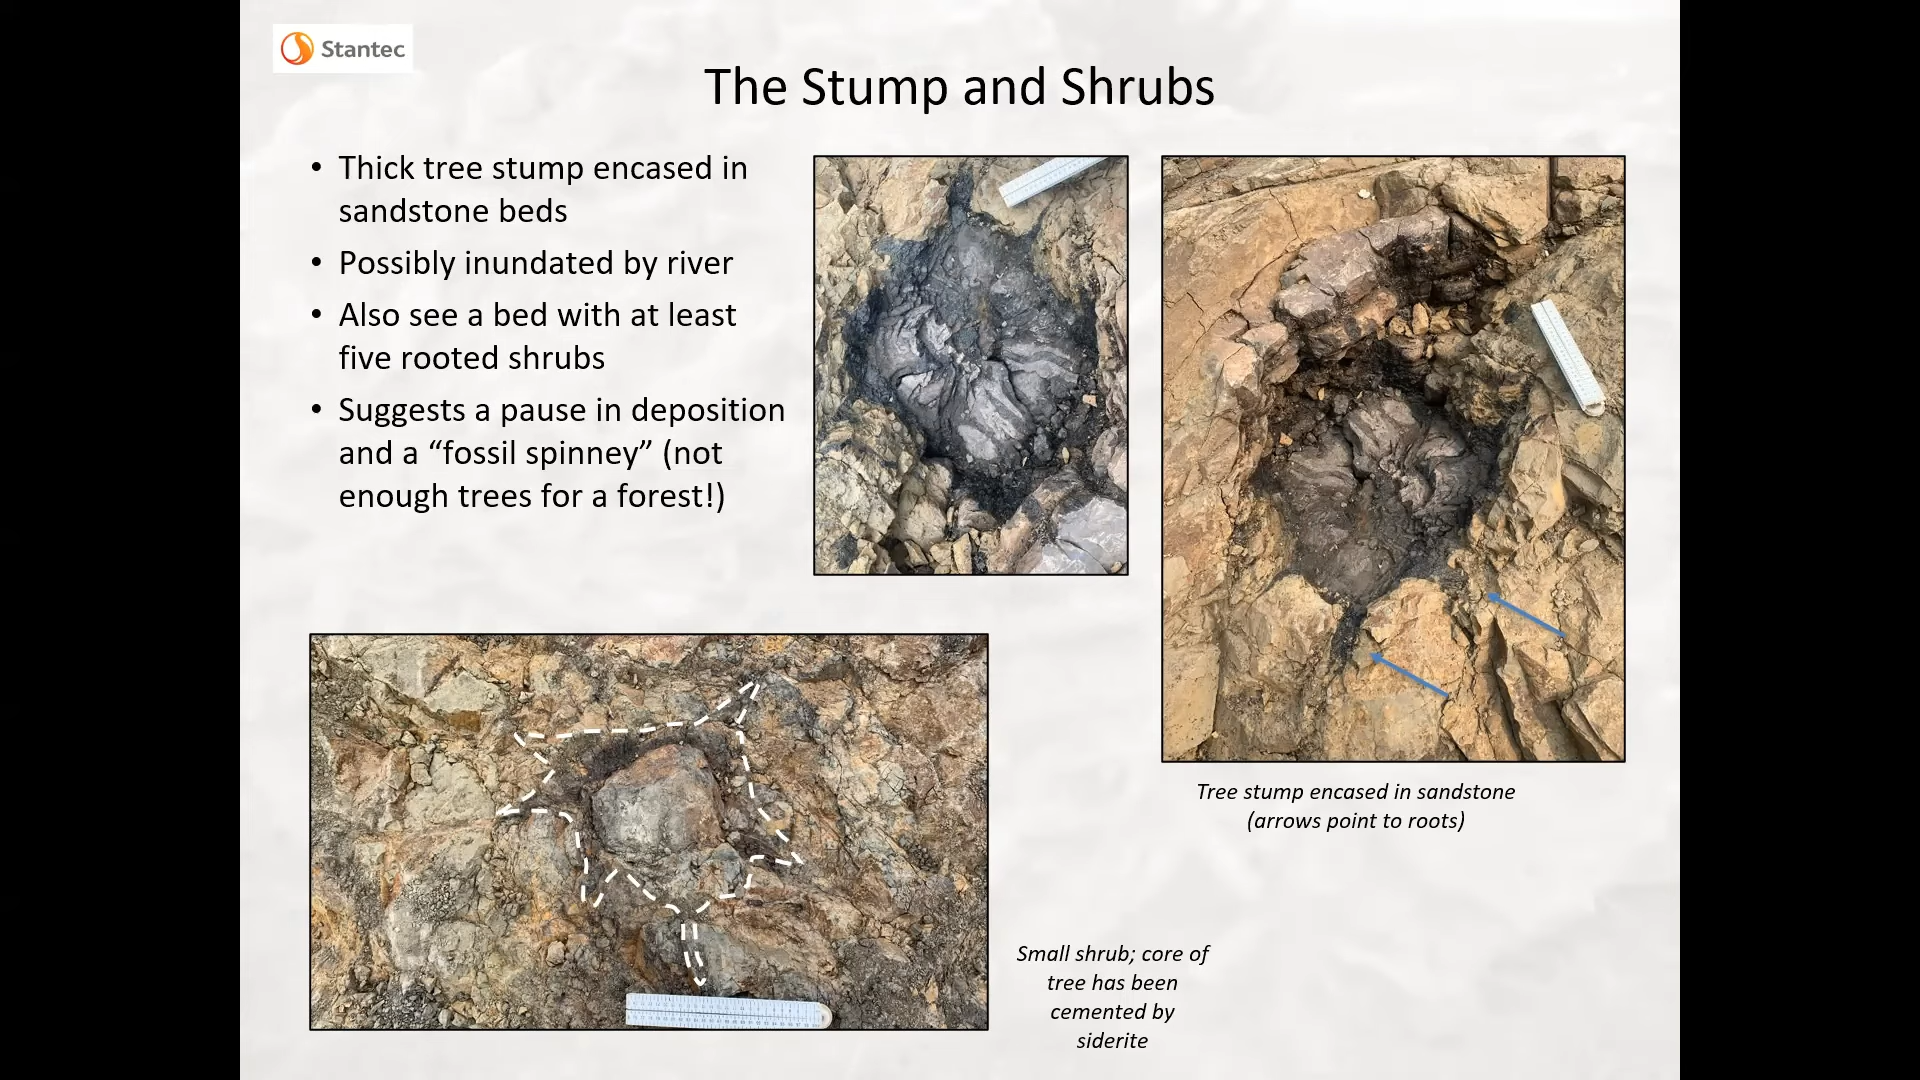 Stantec
The Stump and Shrubs
• Thick tree stump encased in
sandstone beds
• Possibly inundated by river
• Also see a bed with at least
five rooted shrubs
• Suggests a pause in deposition
and a “fossil spinney” (not
enough trees for a forest!)
Tree stump encased in sandstone
(arrows point to roots)
Small shrub; core of
tree has been
cemented by
siderite